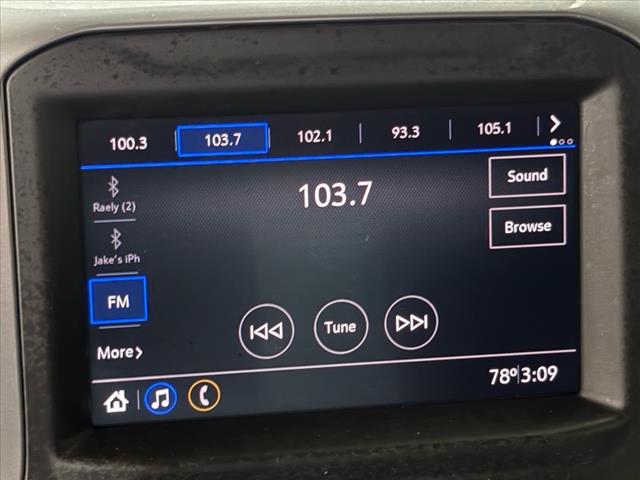 100.3 103.7 102.1 93.3 105.1
103.7
Sound
Raely (2)
Browse
Jake's iPh
FM
Tune
More
78° 3:09